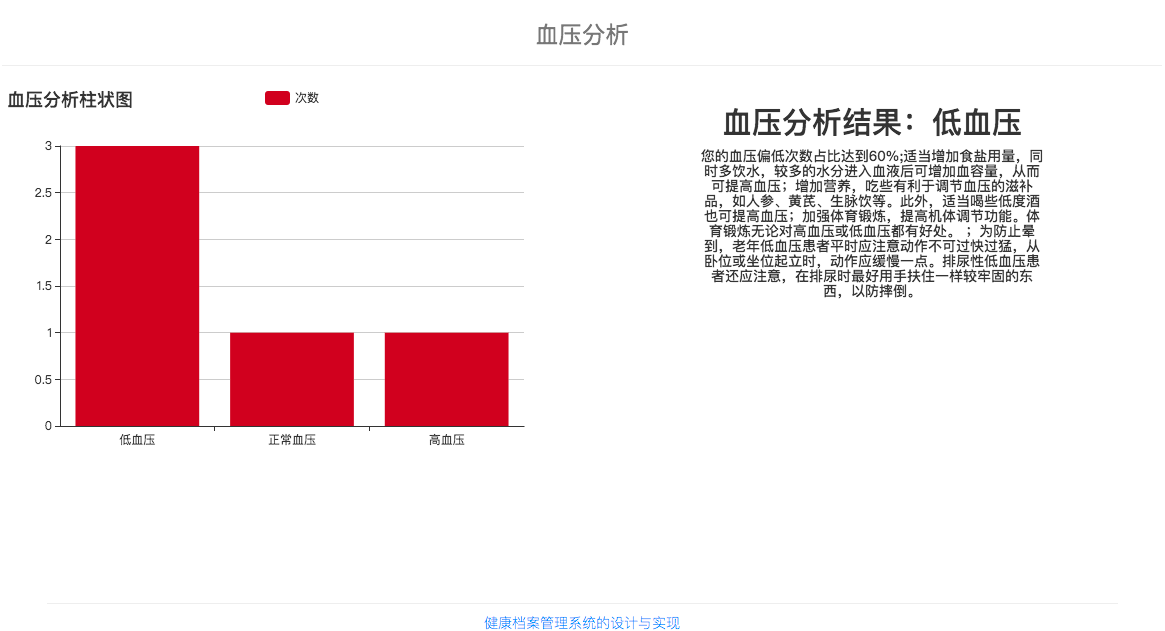 血压分析
血压分析柱状图
次数
3
2.5
2
1.5
1
0.5
0
低血压
正常血压
高血压
血压分析结果：低血压
您的血压偏低次数占比达到60%;适当增加食盐用量，同
时多饮水，较多的水分进入血液后可增加血容量，从而
可提高血压；增加营养，吃些有利于调节血压的滋补
品，如人参、黄芪、生脉饮等。此外，适当喝些低度酒
也可提高血压；加强体育锻炼，提高机体调节功能。体
育锻炼无论对高血压或低血压都有好处。 ；为防止晕
到，老年低血压患者平时应注意动作不可过快过猛，从
卧位或坐位起立时，动作应缓慢一点。排尿性低血压患
者还应注意，在排尿时最好用手扶住一样较牢固的东
西，以防摔倒。
健康档案管理系统的设计与实现